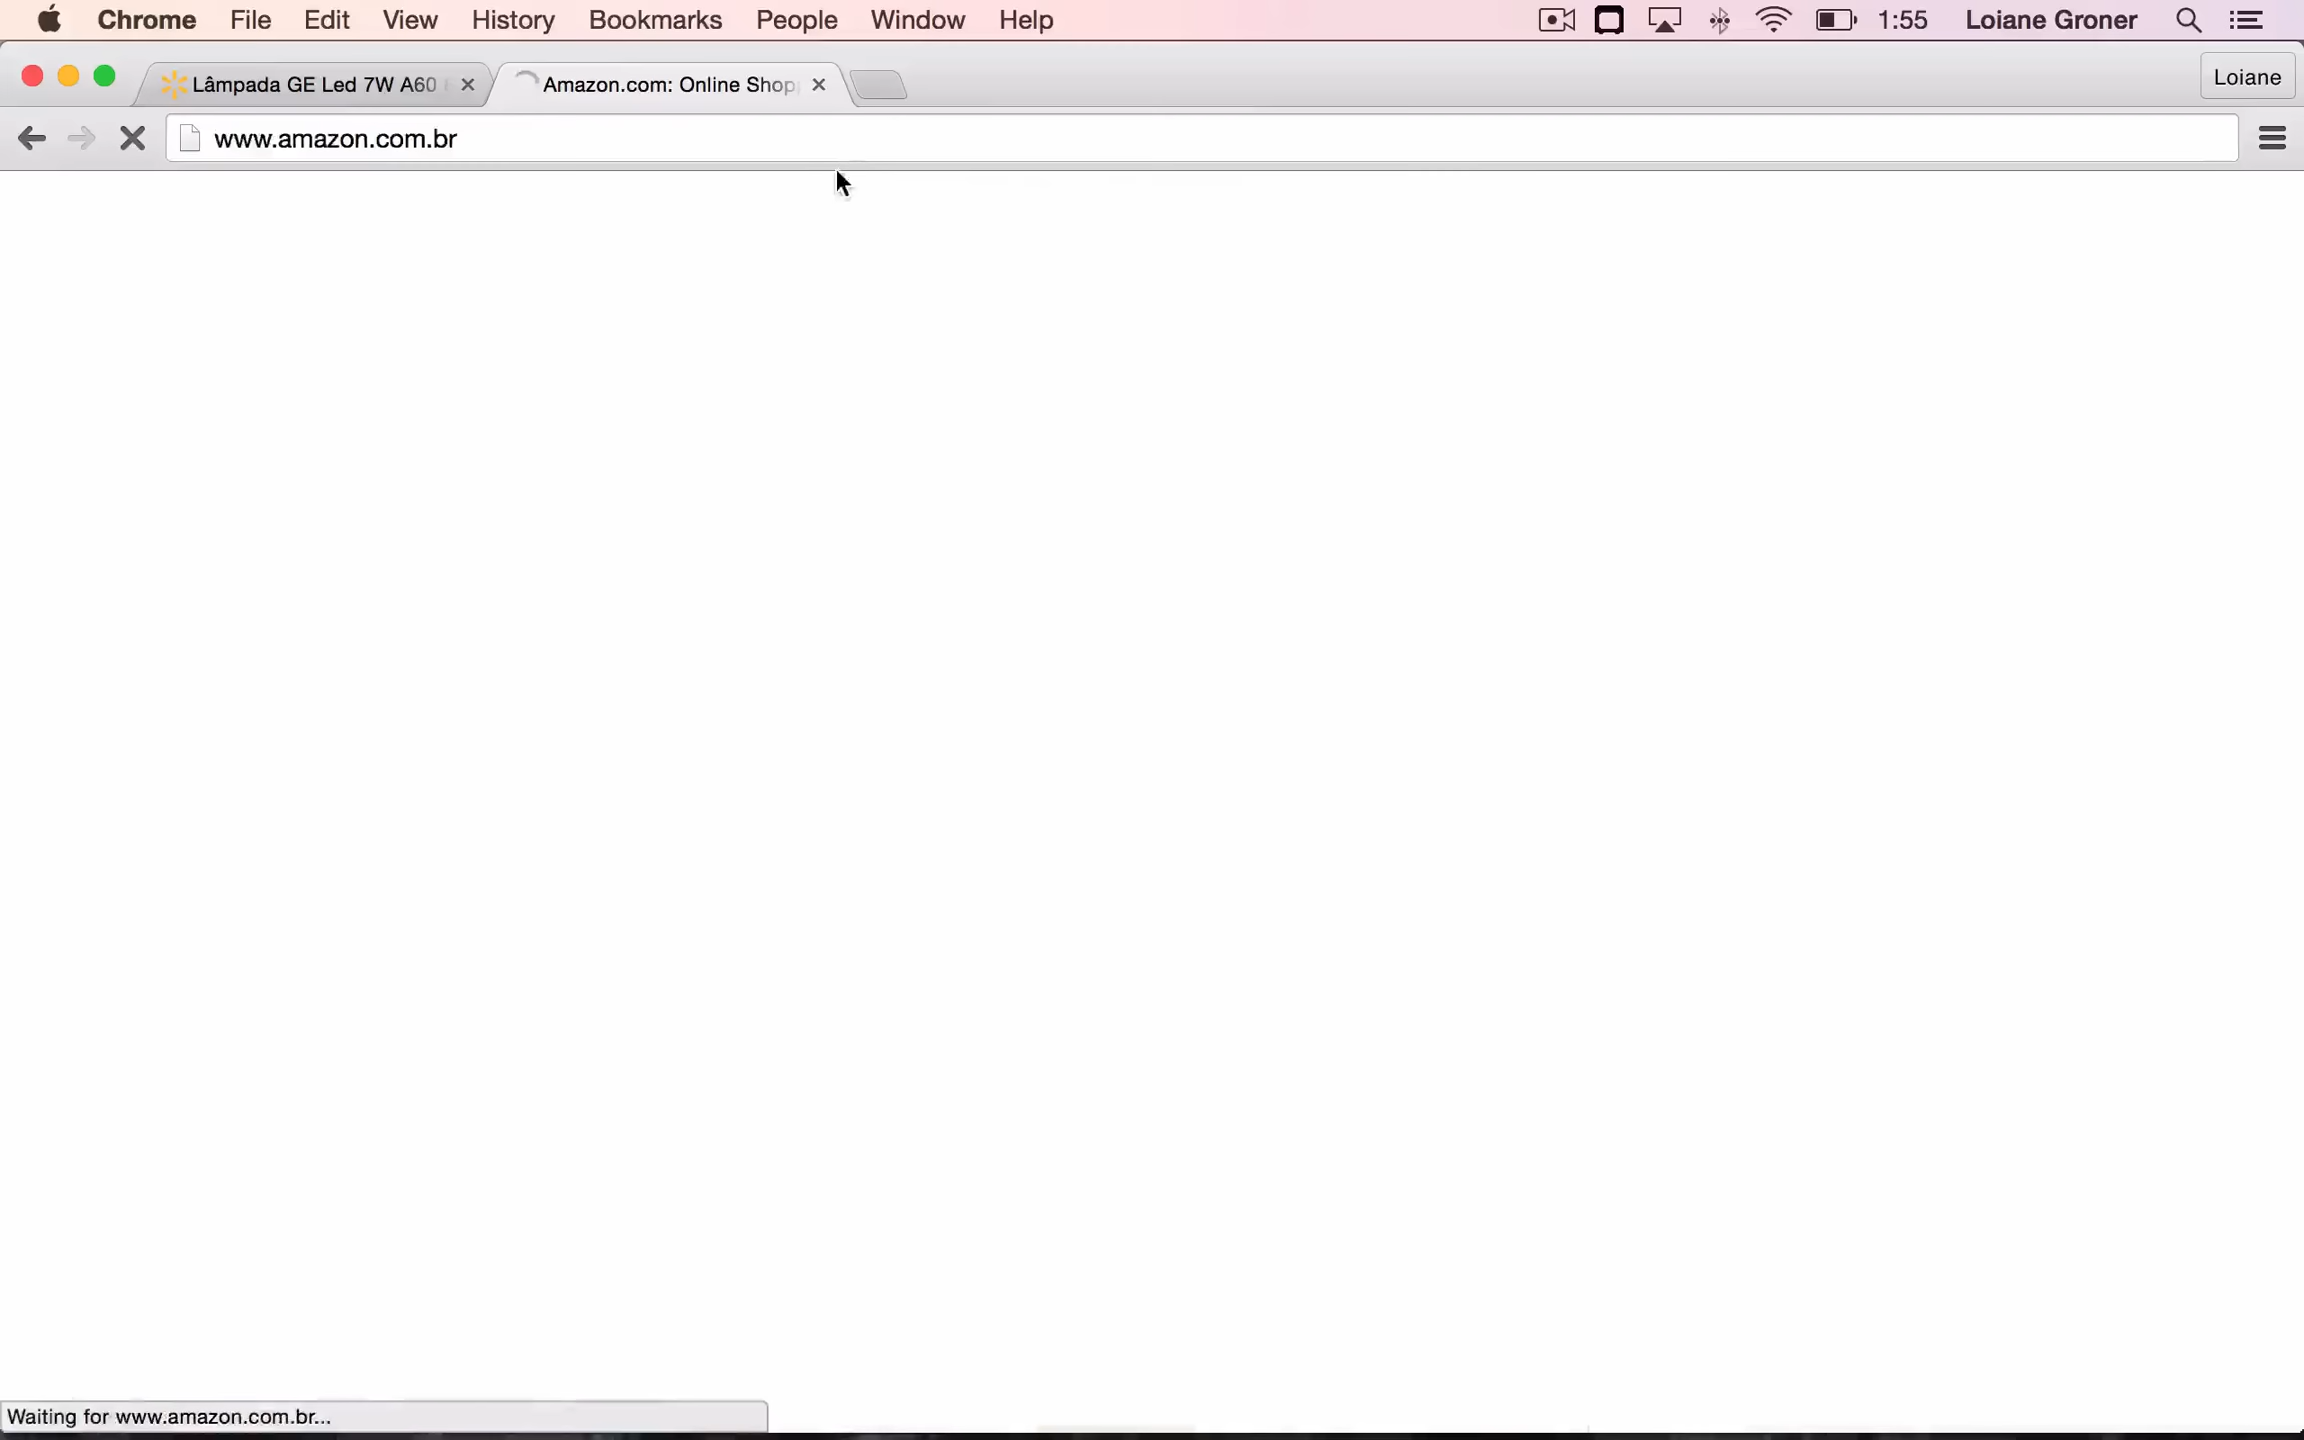 Chrome File Edit View History Bookmarks People Window Help 1:55 Loiane Groner
Lâmpada GE Led 7W A60 Amazon.com: Online Shop Loiane
www.amazon.com.br
Waiting for www.amazon.com.br...